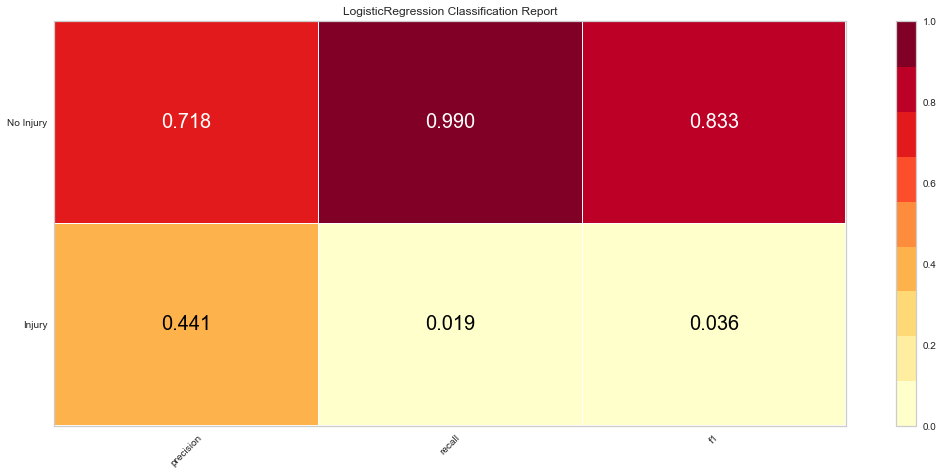 LogisticRegression Classification Report
1.0
No Injury 0.718 0.990 0.833
0.8
0.6
0.4
Injury 0.441 0.019 0.036
0.2
0.0
precision recall f1